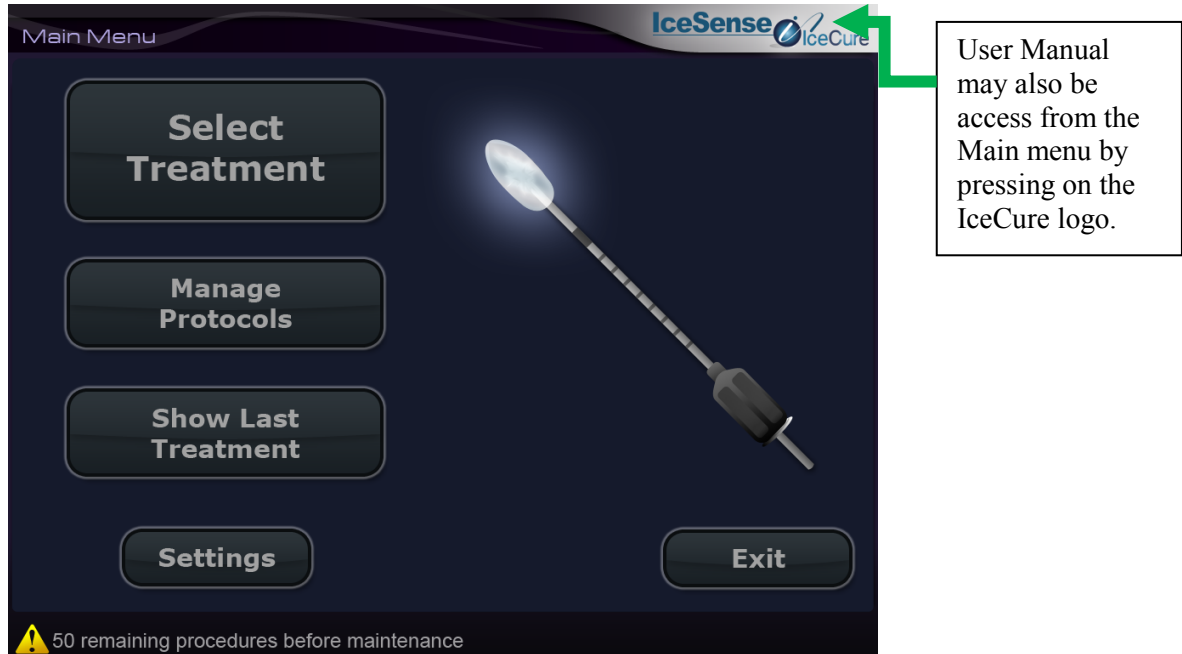 Main Menu
IceSense
IceCure
Select
Treatment
Manage
Protocols
Show Last
Treatment
Settings
Exit
50 remaining procedures before maintenance
User Manual
may also be
access from the
Main menu by
pressing on the
IceCure logo.